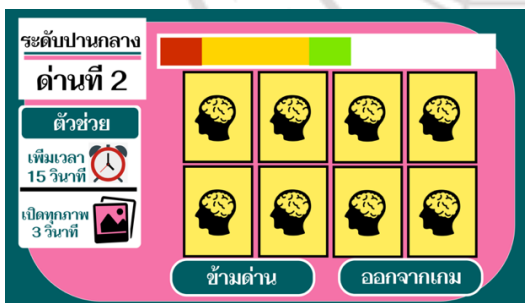 ระดับปานกลาง
ด่านที่ 2
ตัวช่วย
เพิ่มเวลา
15 วินาที
เปิดทุกภาพ
3 วินาที
ข้ามด่าน
ออกจากเกม